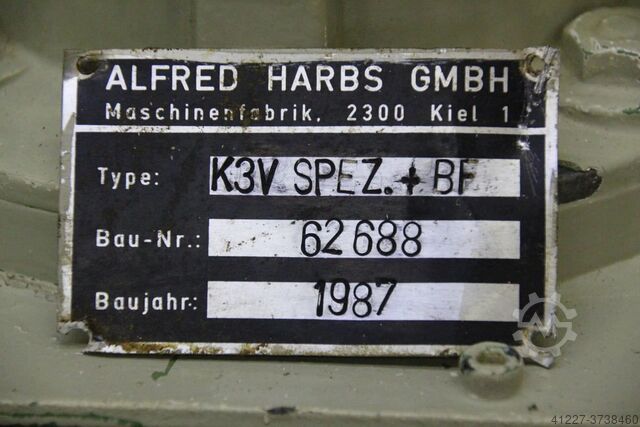 ALFRED HARBS GMBH
Maschinenfabrik, 2300 Kiel 1
Type: K3V SPEZ. + BF
Bau-Nr.: 62688
Baujahr: 1987
41227-3738460